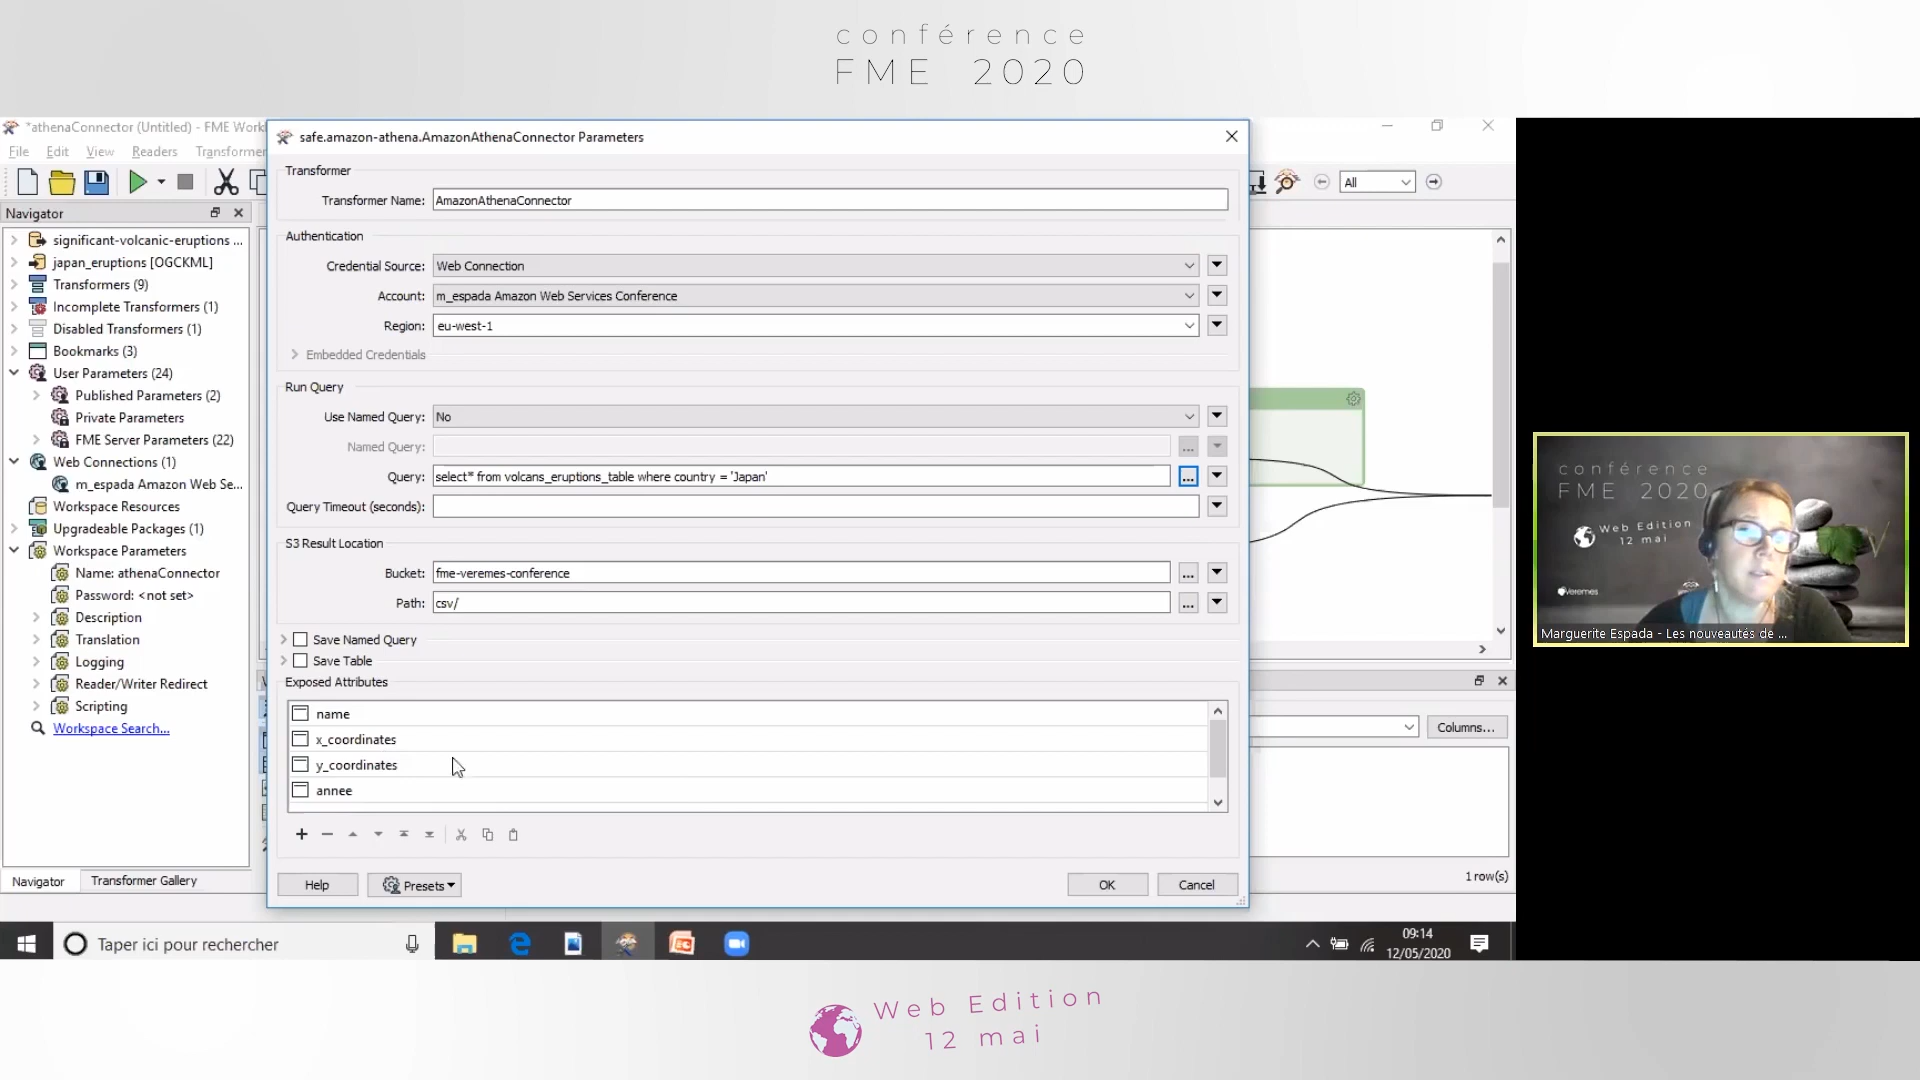 conférence
FME 2020
*athenaConnector (Untitled) - FME Work
File Edit View Readers Transformer
All
Navigator
significant-volcanic-eruptions ...
japan_eruptions [OGCKML]
Transformers (9)
Incomplete Transformers (1)
Disabled Transformers (1)
Bookmarks (3)
User Parameters (24)
Published Parameters (2)
Private Parameters
FME Server Parameters (22)
Web Connections (1)
m_espada Amazon Web Se...
Workspace Resources
Upgradeable Packages (1)
Workspace Parameters
Name: athenaConnector
Password: <not set>
Description
Translation
Logging
Reader/Writer Redirect
Scripting
Workspace Search...
Navigator Transformer Gallery
safe.amazon-athena.AmazonAthenaConnector Parameters
Transformer
Transformer Name: AmazonAthenaConnector
Authentication
Credential Source: Web Connection
Account: m_espada Amazon Web Services Conference
Region: eu-west-1
Embedded Credentials
Run Query
Use Named Query: No
Named Query: ...
Query: select* from volcans_eruptions_table where country = 'Japan' ...
Query Timeout (seconds):
S3 Result Location
Bucket: fme-veremes-conference ...
Path: csv/ ...
Save Named Query
Save Table
Exposed Attributes
name
x_coordinates
y_coordinates
annee
Help Presets OK Cancel
Columns...
1 row(s)
conférence
FME 2020
Web Edition
12 mai
Veremes
Marguerite Espada - Les nouveautés de ...
Taper ici pour rechercher
09:14
12/05/2020
Web Edition
12 mai